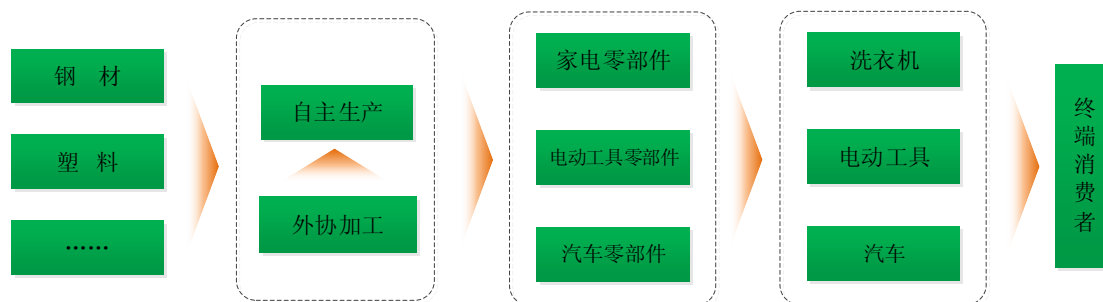 钢 材
塑 料
……
自主生产
外协加工
家电零部件
电动工具零部件
汽车零部件
洗衣机
电动工具
汽车
终端消费者